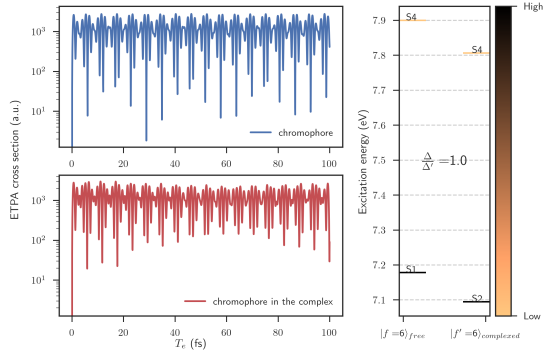 ETPA cross section (a.u.)
10³
10²
10¹
chromophore
0
20
40
60
80
100
10³
10²
10¹
chromophore in the complex
0
20
40
60
80
100
Tₑ (fs)
Excitation energy (eV)
7.9
7.8
7.7
7.6
7.5
7.4
7.3
7.2
7.1
S4
S4
Δ/Δ′ =1.0
S1
S2
|f =6⟩free
|f′ =6⟩complexed
High
Low